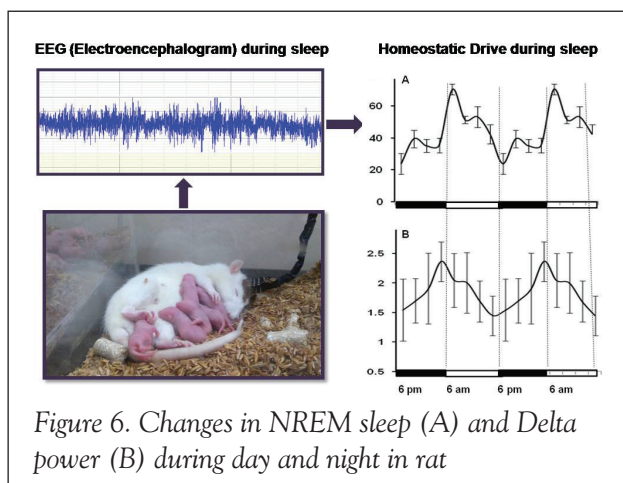 EEG (Electroencephalogram) during sleep
Homeostatic Drive during sleep
A
60
40
20
0
B
2.5
2
1.5
1
0.5
6 pm 6 am 6 pm 6 am
Figure 6. Changes in NREM sleep (A) and Delta
power (B) during day and night in rat